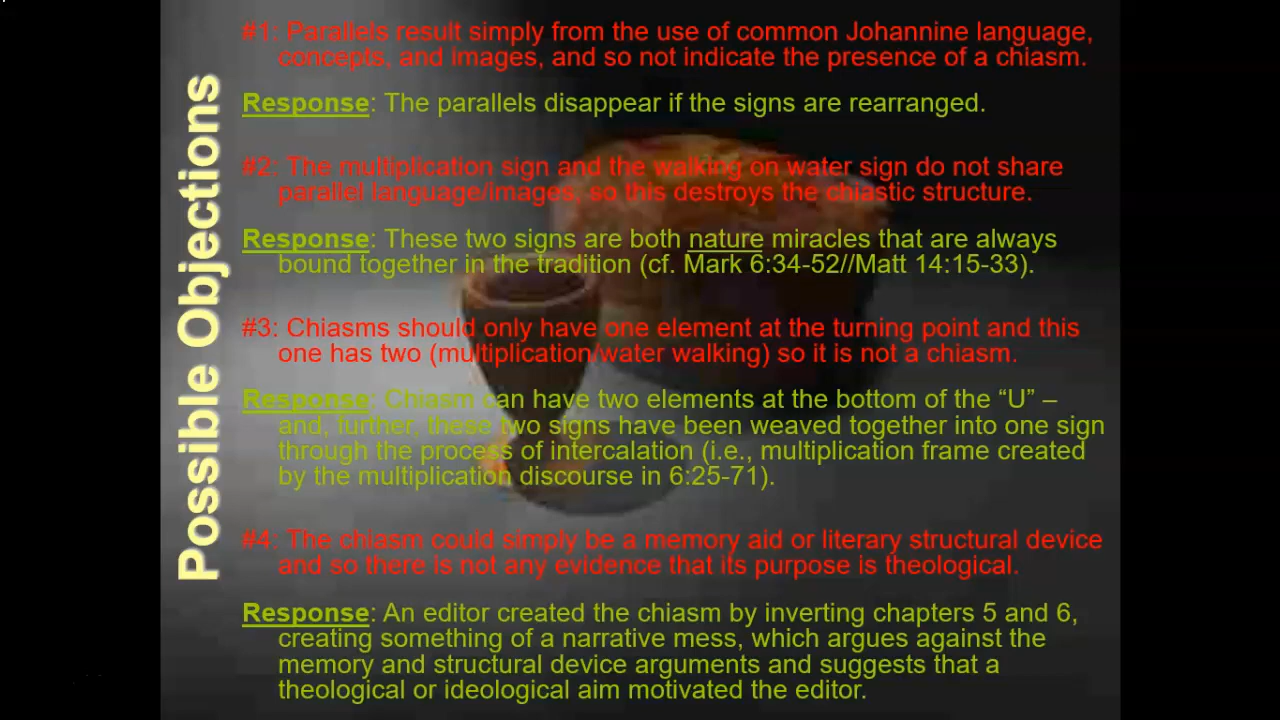 Possible Objections
#1: Parallels result simply from the use of common Johannine language,
concepts, and images, and so not indicate the presence of a chiasm.
Response: The parallels disappear if the signs are rearranged.
#2: The multiplication sign and the walking on water sign do not share
parallel language/images, so this destroys the chiastic structure.
Response: These two signs are both nature miracles that are always
bound together in the tradition (cf. Mark 6:34-52//Matt 14:15-33).
#3: Chiasms should only have one element at the turning point and this
one has two (multiplication/water walking) so it is not a chiasm.
Response: Chiasm can have two elements at the bottom of the “U” –
and, further, these two signs have been weaved together into one sign
through the process of intercalation (i.e., multiplication frame created
by the multiplication discourse in 6:25-71).
#4: The chiasm could simply be a memory aid or literary structural device
and so there is not any evidence that its purpose is theological.
Response: An editor created the chiasm by inverting chapters 5 and 6,
creating something of a narrative mess, which argues against the
memory and structural device arguments and suggests that a
theological or ideological aim motivated the editor.